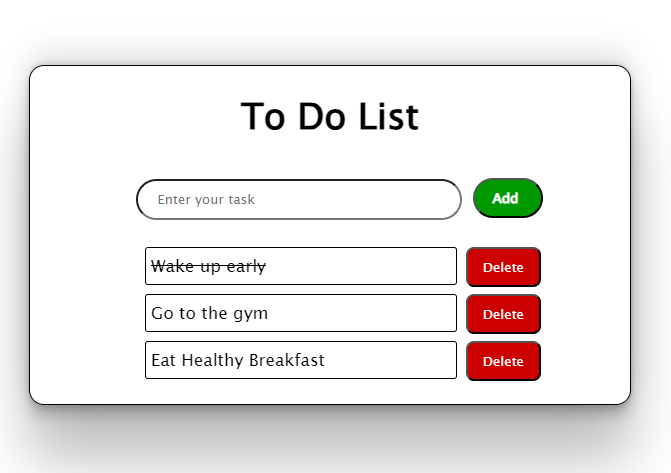 To Do List
Enter your task
Add
Wake up early
Delete
Go to the gym
Delete
Eat Healthy Breakfast
Delete